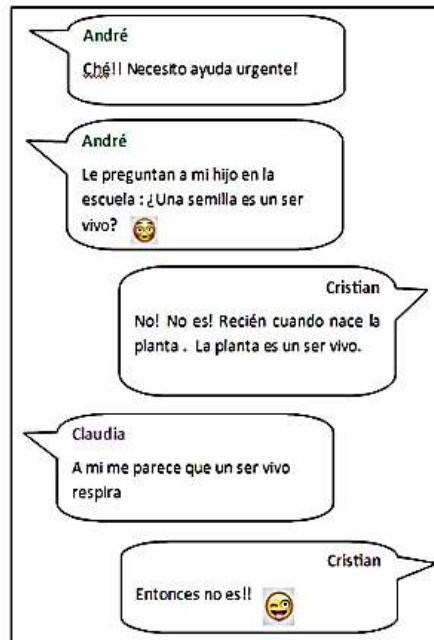 André
Ché!! Necesito ayuda urgente!
André
Le preguntan a mi hijo en la
escuela : ¿Una semilla es un ser
vivo?
Cristian
No! No es! Recién cuando nace la
planta . La planta es un ser vivo.
Claudia
A mi me parece que un ser vivo
respira
Cristian
Entonces no es!!